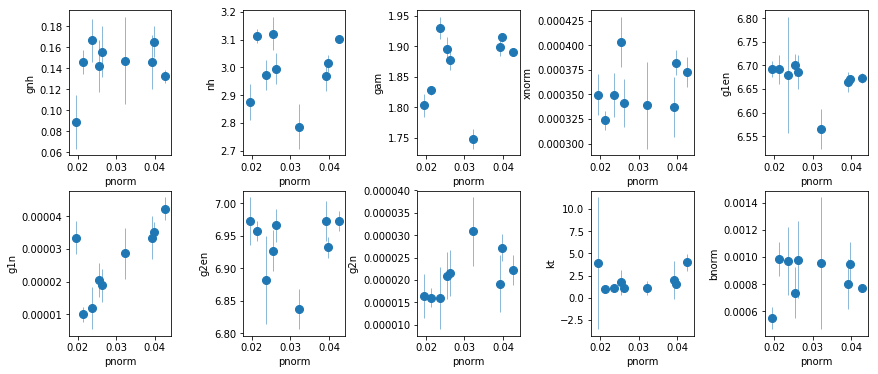 0.18
0.16
0.14
0.12
0.10
0.08
0.06
gnh
0.02 0.03 0.04
pnorm
3.2
3.1
3.0
2.9
2.8
2.7
nh
0.02 0.03 0.04
pnorm
1.95
1.90
1.85
1.80
1.75
gam
0.02 0.03 0.04
pnorm
0.000425
0.000400
0.000375
0.000350
0.000325
0.000300
xnorm
0.02 0.03 0.04
pnorm
6.80
6.75
6.70
6.65
6.60
6.55
g1en
0.02 0.03 0.04
pnorm
0.00004
0.00003
0.00002
0.00001
g1n
0.02 0.03 0.04
pnorm
7.00
6.95
6.90
6.85
6.80
g2en
0.02 0.03 0.04
pnorm
0.000040
0.000035
0.000030
0.000025
0.000020
0.000015
0.000010
g2n
0.02 0.03 0.04
pnorm
10.0
7.5
5.0
2.5
0.0
−2.5
kt
0.02 0.03 0.04
pnorm
0.0014
0.0012
0.0010
0.0008
0.0006
bnorm
0.02 0.03 0.04
pnorm